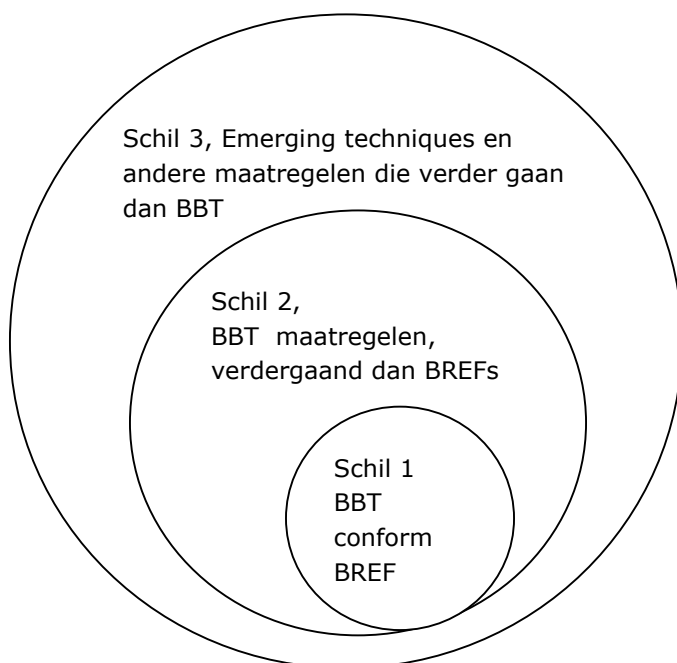 Schil 3, Emerging techniques en
andere maatregelen die verder gaan
dan BBT
Schil 2,
BBT maatregelen,
verdergaand dan BREFs
Schil 1
BBT
conform
BREF